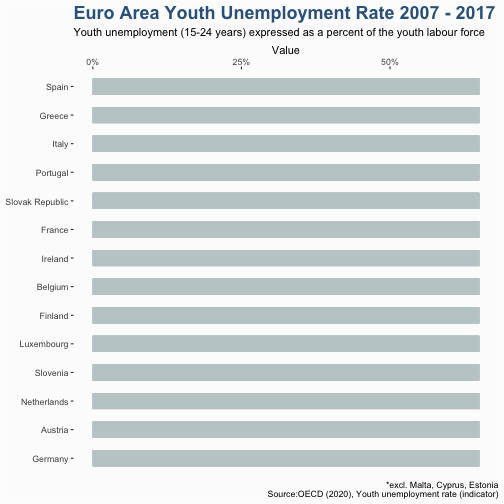 Euro Area Youth Unemployment Rate 2007 - 2017
Youth unemployment (15-24 years) expressed as a percent of the youth labour force
Value
0% 25% 50%
Spain
Greece
Italy
Portugal
Slovak Republic
France
Ireland
Belgium
Finland
Luxembourg
Slovenia
Netherlands
Austria
Germany
*excl. Malta, Cyprus, Estonia
Source:OECD (2020), Youth unemployment rate (indicator)